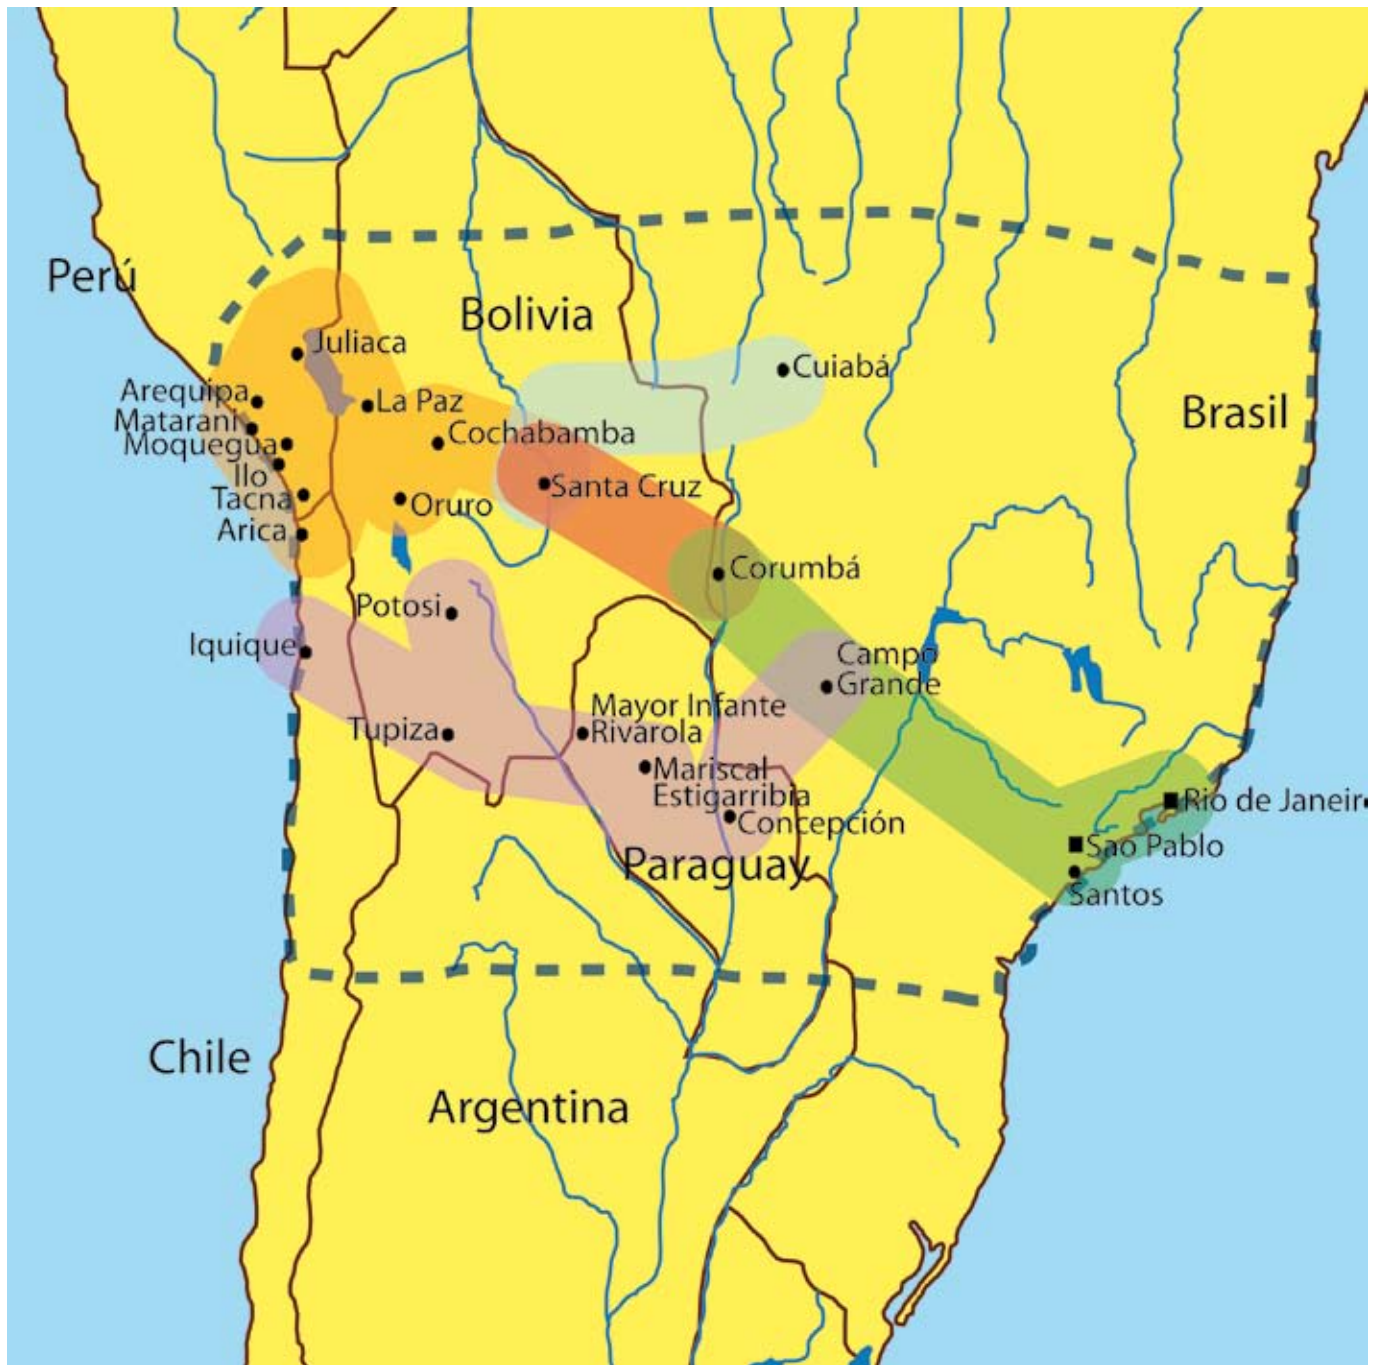 Perú
Bolivia
Juliaca
Cuiabá
Arequipa
La Paz
Brasil
Matarani
Moquegua
Cochabamba
Ilo
Santa Cruz
Tacna
Oruro
Arica
Corumbá
Potosi
Iquique
Campo
Grande
Mayor Infante
Rivarola
Tupiza
Mariscal
Estigarribia
Rio de Janeir
Concepción
Sao Pablo
Paraguay
Santos
Chile
Argentina